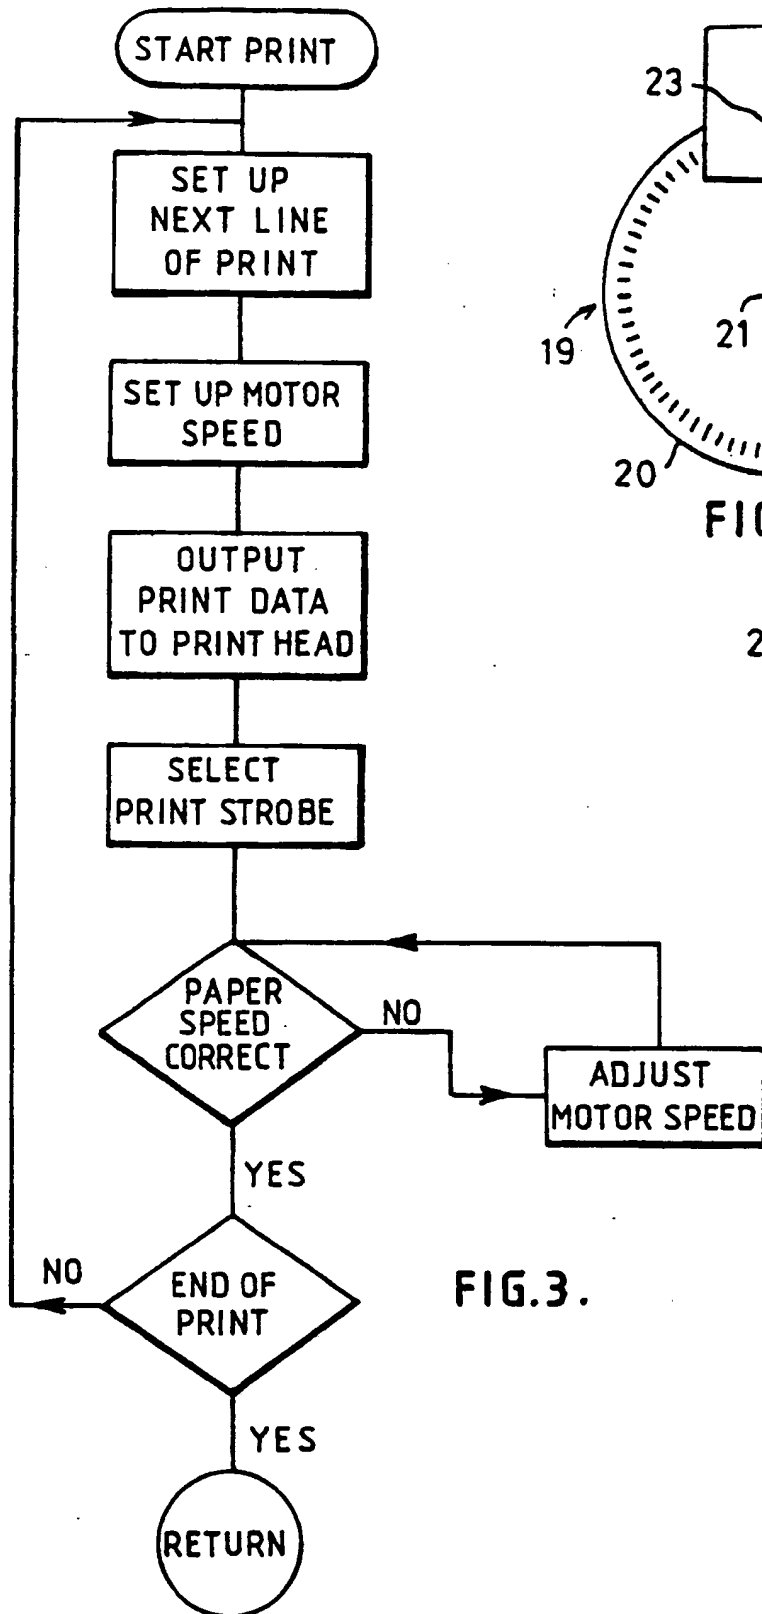 START PRINT
SET UP
NEXT LINE
OF PRINT
SET UP MOTOR
SPEED
OUTPUT
PRINT DATA
TO PRINT HEAD
SELECT
PRINT STROBE
PAPER
SPEED
CORRECT
NO
ADJUST
MOTOR SPEED
YES
END OF
PRINT
NO
YES
RETURN
FIG.3.
23
19
21
20